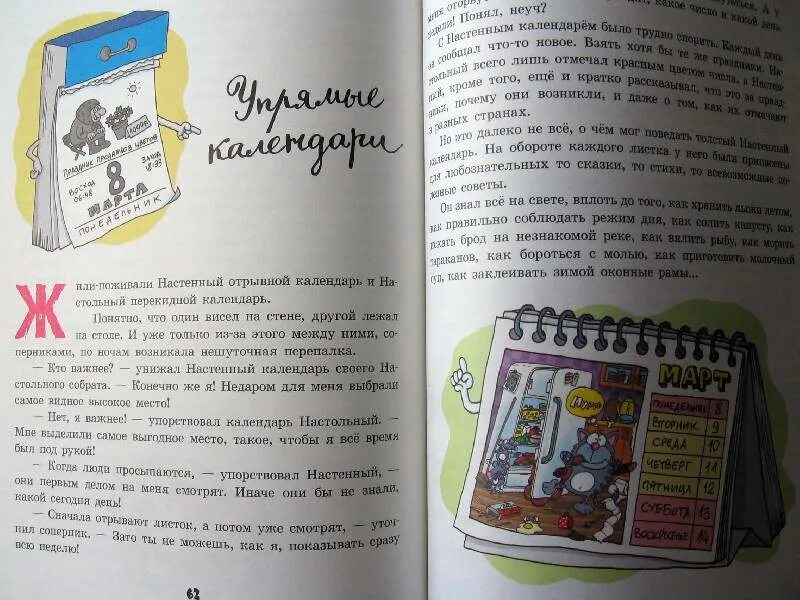 Упрямые
календари
КОПИЯ
ПРАЗДНИК ПРОДАВЦОВ ЦВЕТОВ
ВОСХОД
06:48
8
ЗАХОД
18:33
МАРТА
ПОНЕДЕЛЬНИК
Жили-поживали Настенный отрывной календарь и На-
стольный перекидной календарь.
Понятно, что один висел на стене, другой лежал
на столе. И уже только из-за этого между ними, со-
перниками, по ночам возникала нешуточная перепалка.
— Кто важнее? — унижал Настенный календарь своего На-
стольного собрата. — Конечно же я! Недаром для меня выбрали
самое видное высокое место!
— Нет, я важнее! — упорствовал календарь Настольный. —
Мне выделили самое выгодное место, такое, чтобы я всё время
был под рукой!
— Когда люди просыпаются, — упорствовал Настенный, —
они первым делом на меня смотрят. Иначе они бы не знали,
какой сегодня день!
— Сначала отрывают листок, а потом уже смотрят, — уточ-
нил соперник. — Зато ты не можешь, как я, показывать сразу
всю неделю!
62
какое число и какой день
недели! Понял, неуч?
С Настенным календарём было трудно спорить. Каждый день
он сообщал что-то новое. Взять хотя бы те же праздники. На-
стольный всего лишь отмечал красным цветом числа, а Настен-
ный, кроме того, ещё и кратко рассказывал, что это за празд-
ники, почему они возникли, и даже о том, как их отмечают
в разных странах.
Но это далеко не всё, о чём мог поведать толстый Настенный
календарь. На обороте каждого листка у него были припасены
для любознательных то сказки, то стихи, то всевозможные по-
лезные советы.
Он знал всё на свете, вплоть до того, как хранить лыжи летом,
как правильно соблюдать режим дня, как солить капусту, как
искать брод на незнакомой реке, как вялить рыбу, как морить
тараканов, как бороться с молью, как приготовить молочный
суп, как заклеивать зимой оконные рамы...
МАРТ
ПОНЕДЕЛЬНИК 8
ВТОРНИК 9
СРЕДА 10
ЧЕТВЕРГ 11
ПЯТНИЦА 12
СУББОТА 13
ВОСКРЕСЕНЬЕ 14